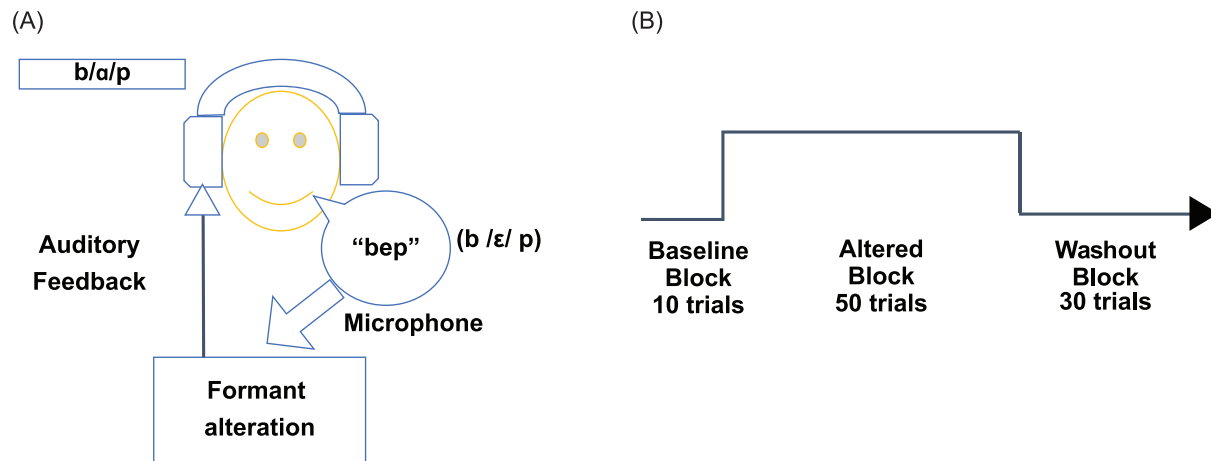 (A)
b/ɑ/p
“bep”
(b /ε/ p)
Auditory
Feedback
Microphone
Formant
alteration
(B)
Baseline
Block
10 trials
Altered
Block
50 trials
Washout
Block
30 trials